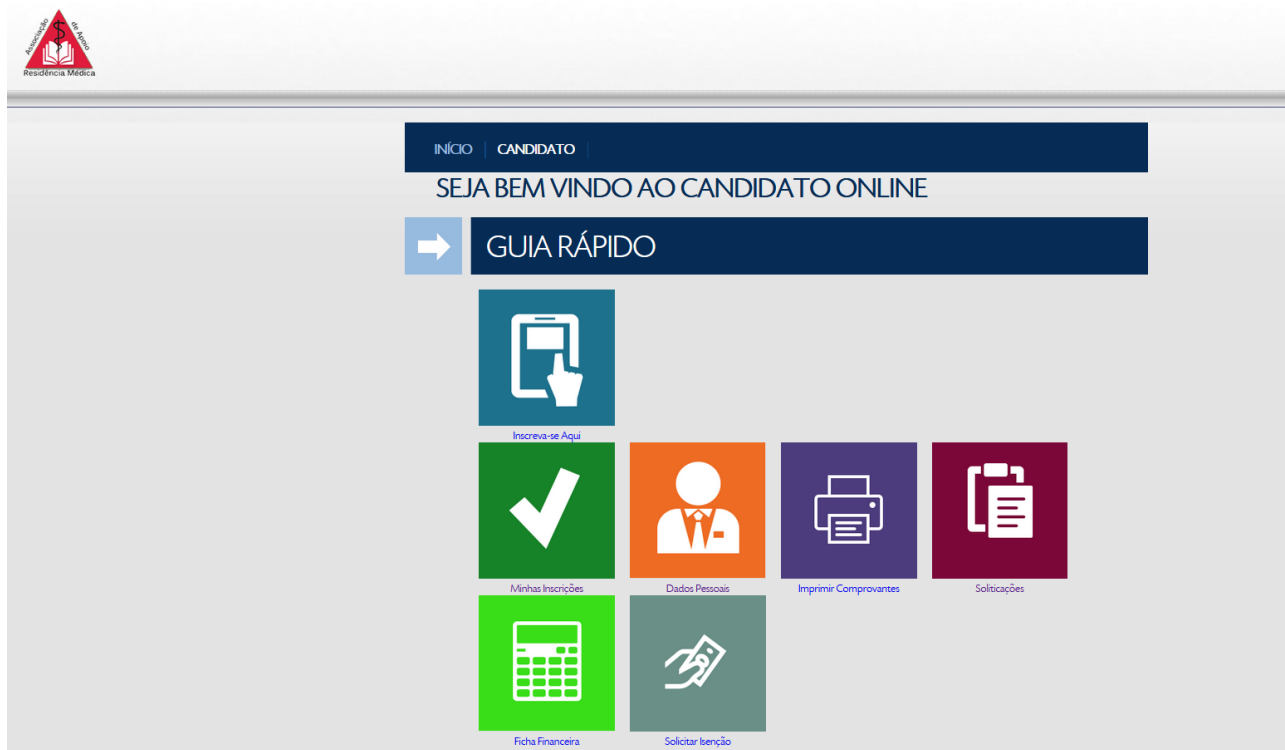 Associação de Apoio
Residência Médica
INÍCIO
CANDIDATO
SEJA BEM VINDO AO CANDIDATO ONLINE
GUIA RÁPIDO
Inscreva-se Aqui
Minhas Inscrições
Dados Pessoais
Imprimir Comprovantes
Soliticações
Ficha Financeira
Solicitar Isenção